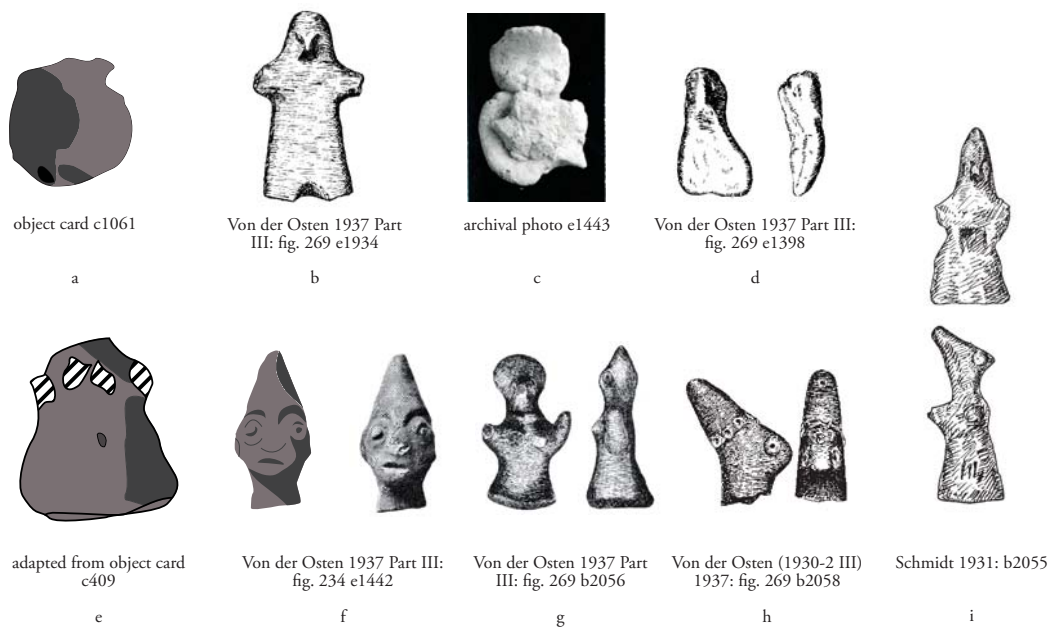 object card c1061
Von der Osten 1937 Part
III: fig. 269 e1934
archival photo e1443
Von der Osten 1937 Part III:
fig. 269 e1398
a
b
c
d
adapted from object card
c409
Von der Osten 1937 Part III:
fig. 234 e1442
Von der Osten 1937 Part
III: fig. 269 b2056
Von der Osten (1930-2 III)
1937: fig. 269 b2058
Schmidt 1931: b2055
e
f
g
h
i